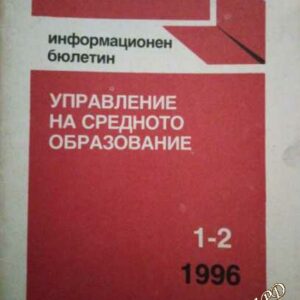 информационен
бюлетин
УПРАВЛЕНИЕ
НА СРЕДНОТО
ОБРАЗОВАНИЕ
1-2
1996